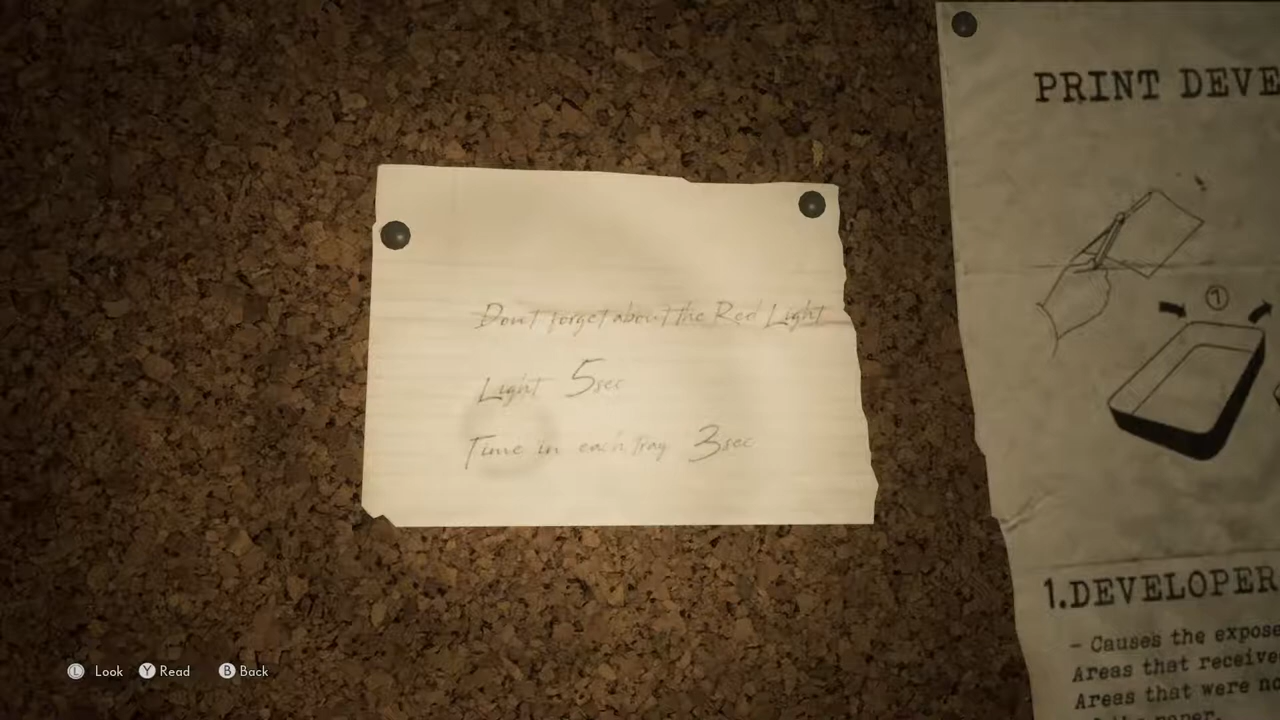 PRINT DEVE
Don't forget about the Red Light
Light 5sec
Time in each Tray 3sec
1
1.DEVELOPER
- Causes the expose
Areas that receive
Areas that were no
L Look Y Read B Back